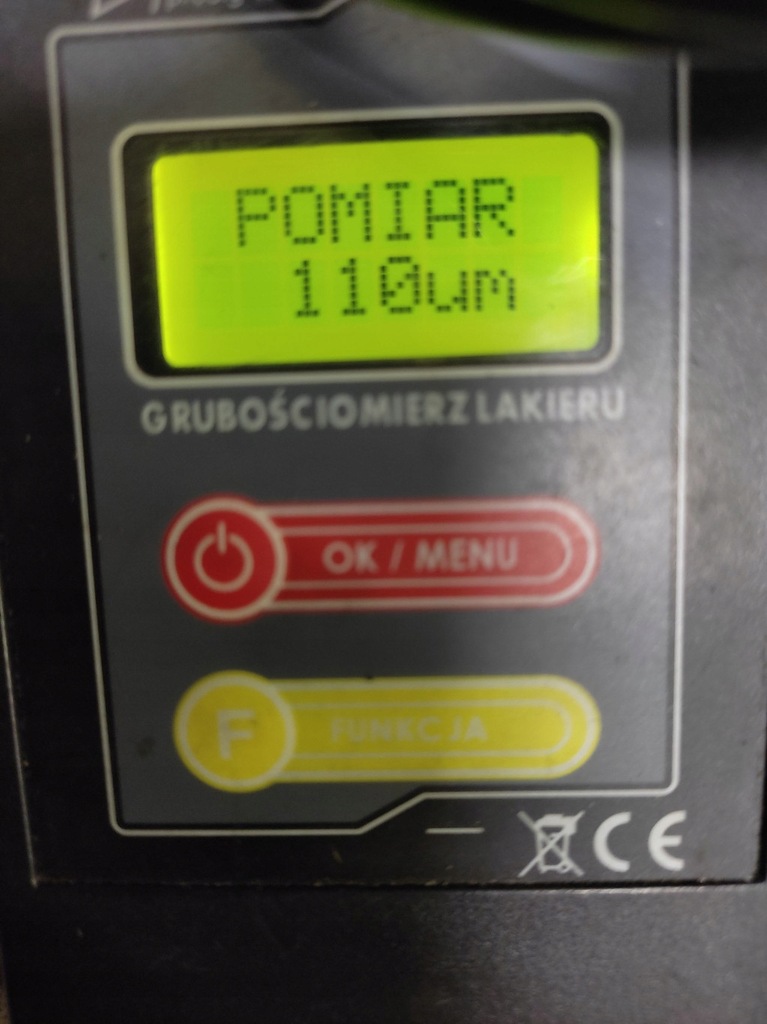 POMIAR
110um
GRUBOŚCIOMIERZ LAKIERU
OK / MENU
F FUNKCJA
CE